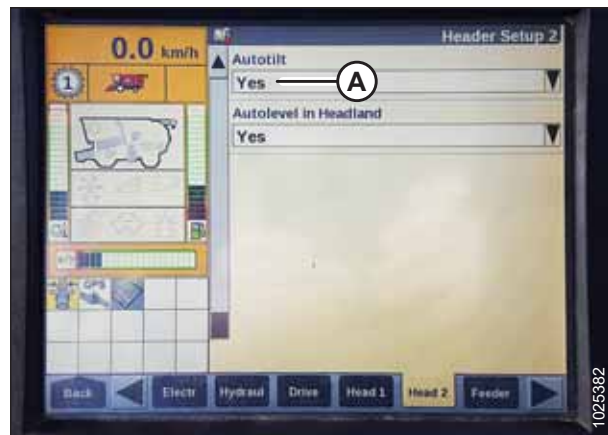 Header Setup 2
0.0 km/h
1
Autotilt
Yes
A
Autolevel in Headland
Yes
Back
Electr
Hydraul
Drive
Head 1
Head 2
Feeder
1025382